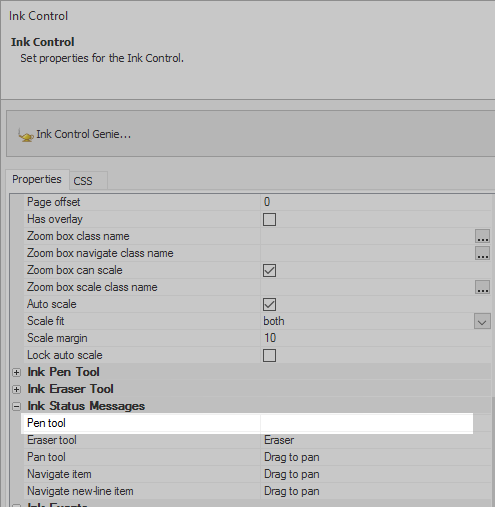 Ink Control
Ink Control
Set properties for the Ink Control.
Ink Control Genie...
Properties CSS
Page offset 0
Has overlay
Zoom box class name ...
Zoom box navigate class name ...
Zoom box can scale
Zoom box scale class name ...
Auto scale
Scale fit both
Scale margin 10
Lock auto scale
Ink Pen Tool
Ink Eraser Tool
Ink Status Messages
Pen tool
Eraser tool Eraser
Pan tool Drag to pan
Navigate item Drag to pan
Navigate new-line item Drag to pan
Ink Events